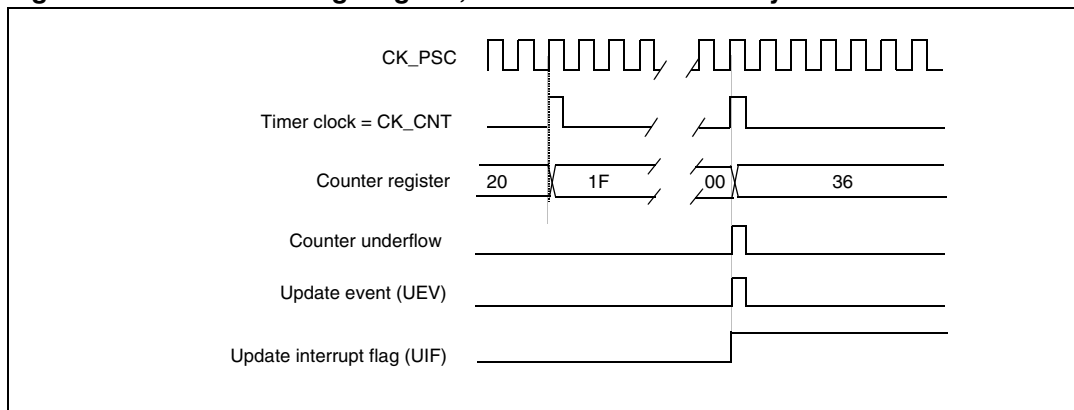 CK_PSC
Timer clock = CK_CNT
Counter register 20 1F 00 36
Counter underflow
Update event (UEV)
Update interrupt flag (UIF)